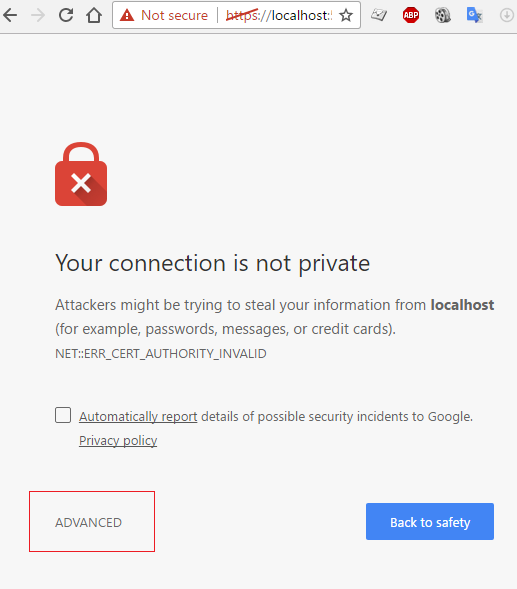 Not secure https://localhost:
ABP
Your connection is not private
Attackers might be trying to steal your information from localhost
(for example, passwords, messages, or credit cards).
NET::ERR_CERT_AUTHORITY_INVALID
Automatically report details of possible security incidents to Google.
Privacy policy
ADVANCED
Back to safety